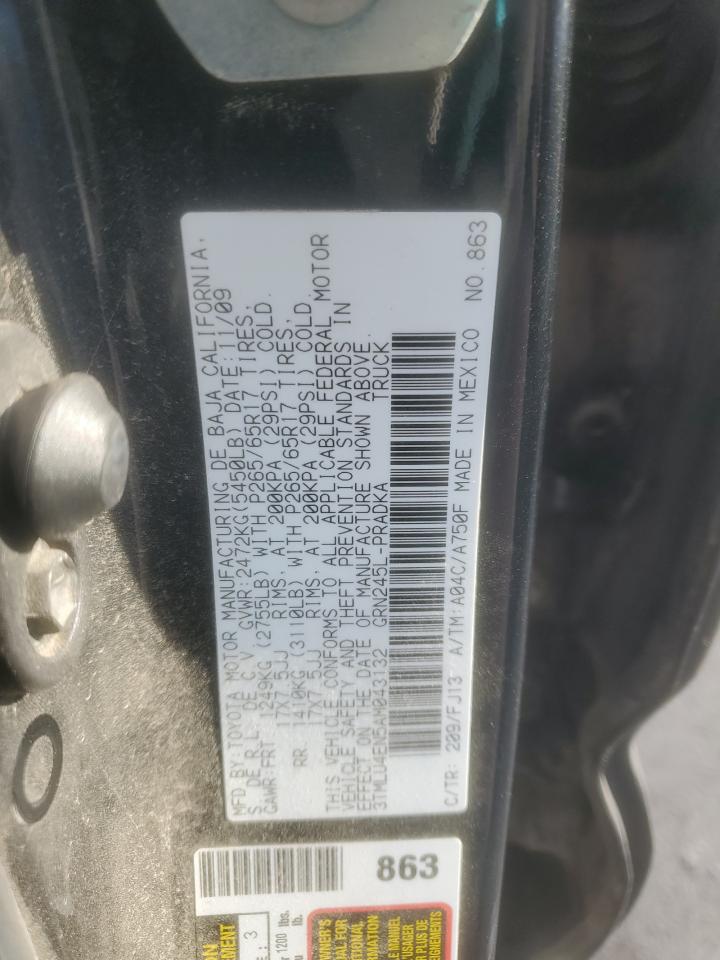 MFD.BY:TOYOTA MOTOR MANUFACTURING DE BAJA CALIFORNIA,
S. DE R.L. DE C.V. GVWR:2472KG(5450LB) DATE:11/09
GAWR:FRT. 1249KG (2755LB) WITH P265/65R17 TIRES,
17X7.5JJ RIMS, AT 200KPA (29PSI) COLD.
RR. 1410KG (3110LB) WITH P265/65R17 TIRES,
17X7.5JJ RIMS, AT 200KPA (29PSI) COLD.
THIS VEHICLE CONFORMS TO ALL APPLICABLE FEDERAL MOTOR
VEHICLE SAFETY AND THEFT PREVENTION STANDARDS IN
EFFECT ON THE DATE OF MANUFACTURE SHOWN ABOVE.
3TMLU4EN5AM043132 GRN245L-PRADKA TRUCK
C/TR: 209/FJ13 A/TM:A04C/A750F MADE IN MEXICO NO.863
863
3
1200 lbs.
lb.